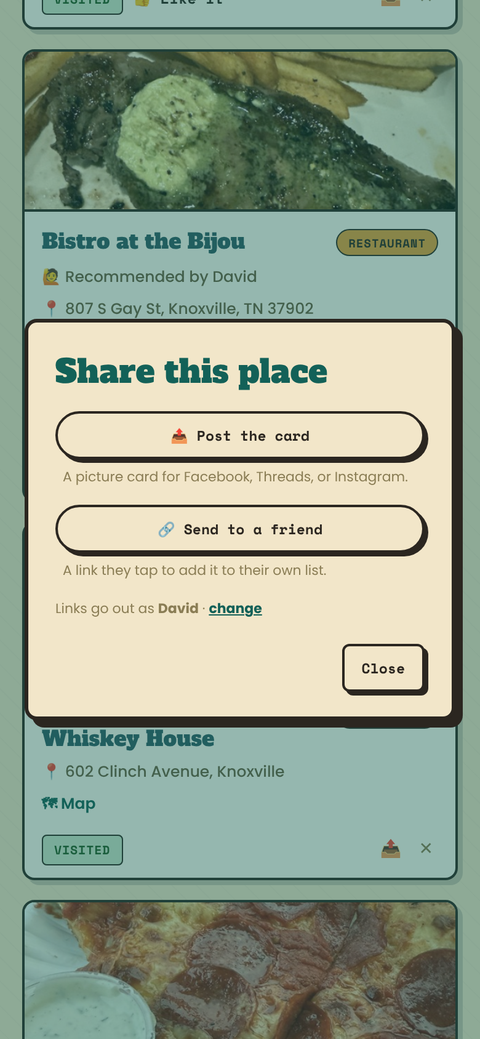 VISITED 👍 Like it
Bistro at the Bijou
RESTAURANT
🙋 Recommended by David
📍 807 S Gay St, Knoxville, TN 37902
Share this place
📤 Post the card
A picture card for Facebook, Threads, or Instagram.
🔗 Send to a friend
A link they tap to add it to their own list.
Links go out as David · change
Close
Whiskey House
📍 602 Clinch Avenue, Knoxville
🗺 Map
VISITED 📤 ✕